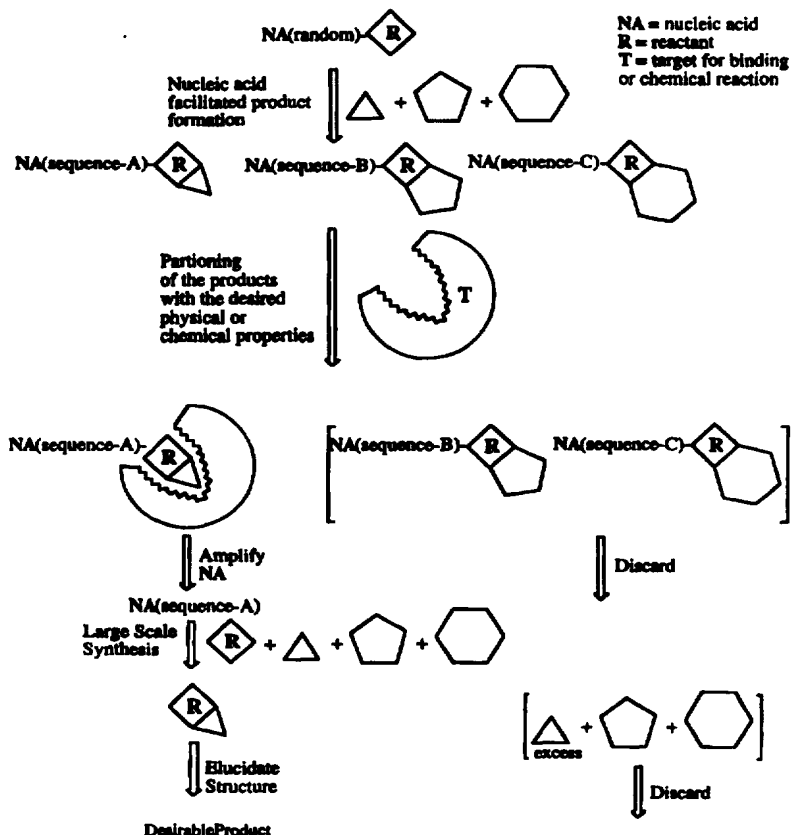 NA(random)-R
NA = nucleic acid
R = reactant
T = target for binding
or chemical reaction
Nucleic acid
facilitated product
formation
+ +
NA(sequence-A)-R
NA(sequence-B)-R
NA(sequence-C)-R
Partioning
of the products
with the desired
physical or
chemical properties
T
NA(sequence-A)-
R
NA(sequence-B)-R
NA(sequence-C)-R
Amplify
NA
Discard
NA(sequence-A)
Large Scale
Synthesis
R + + +
R
+ +
excess
Elucidate
Structure
Discard
DesirableProduct